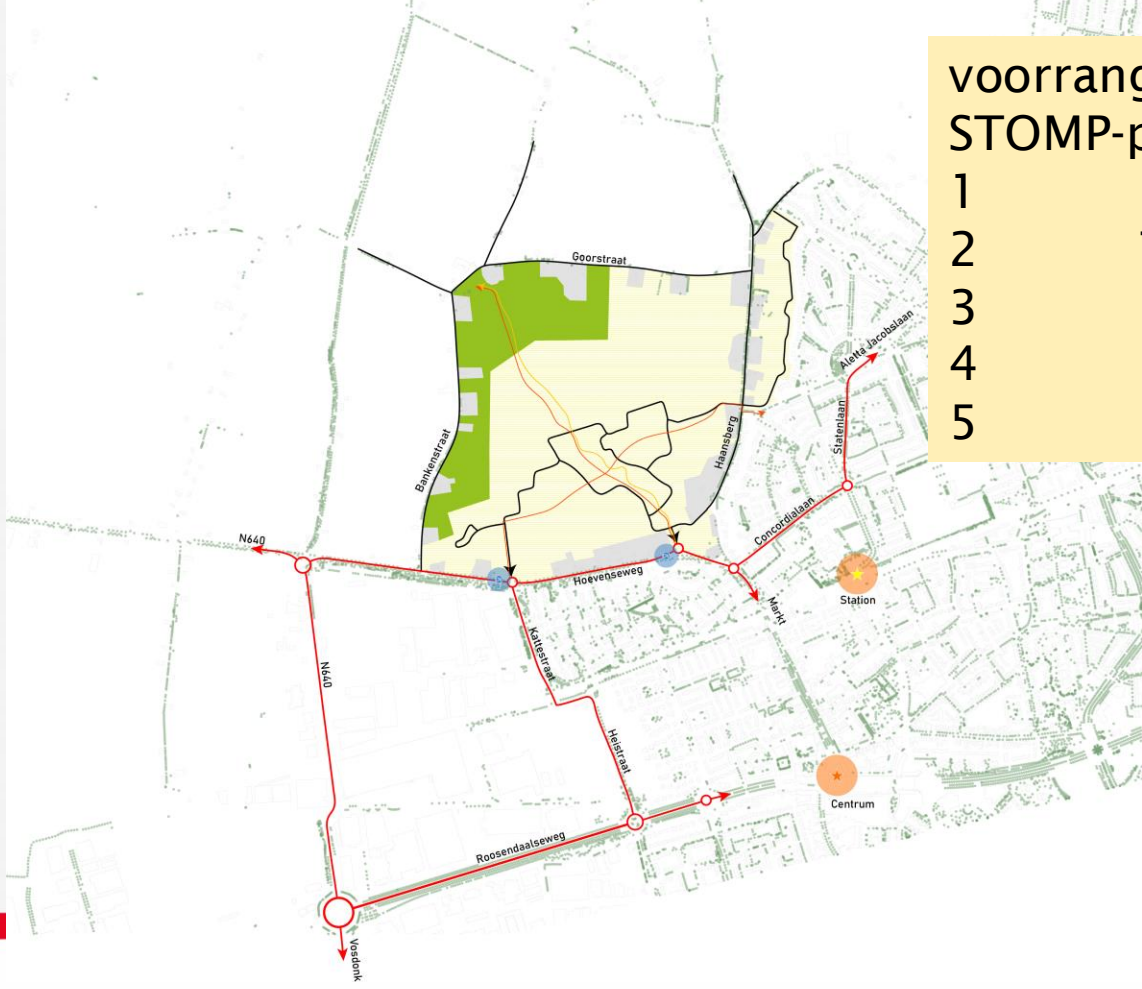 voorrang
STOMP-p
1
2
3
4
5
Goorstraat
Aletta Jacobslaan
Statenlaan
Haansberg
Bankenstraat
Concordialaan
N640
Hoevenseweg
Station
Markt
Kattestraat
N640
Heistraat
Centrum
Roosendaalseweg
Vosdonk